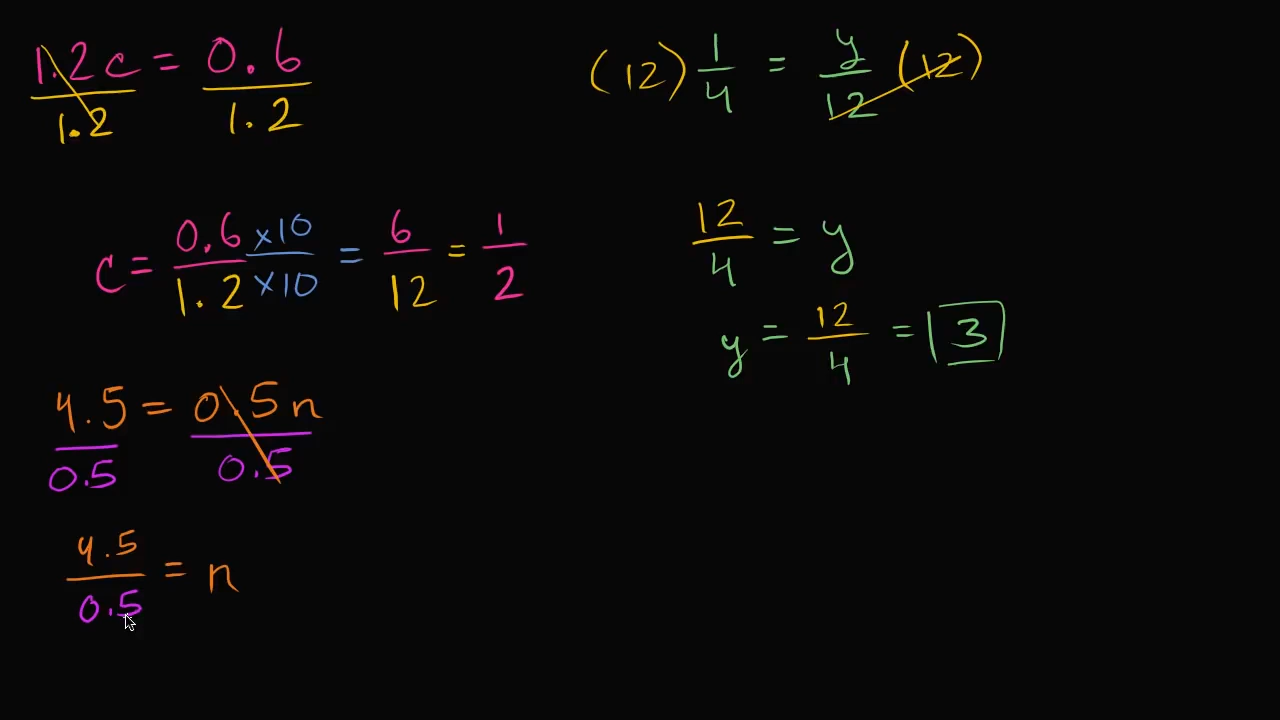 1.2c = 0.6
1.2 1.2
c = 0.6/1.2 ×10/×10 = 6/12 = 1/2
4.5 = 0.5n
0.5 0.5
4.5/0.5 = n
(12) 1/4 = y/12 (12)
12/4 = y
y = 12/4 = 3